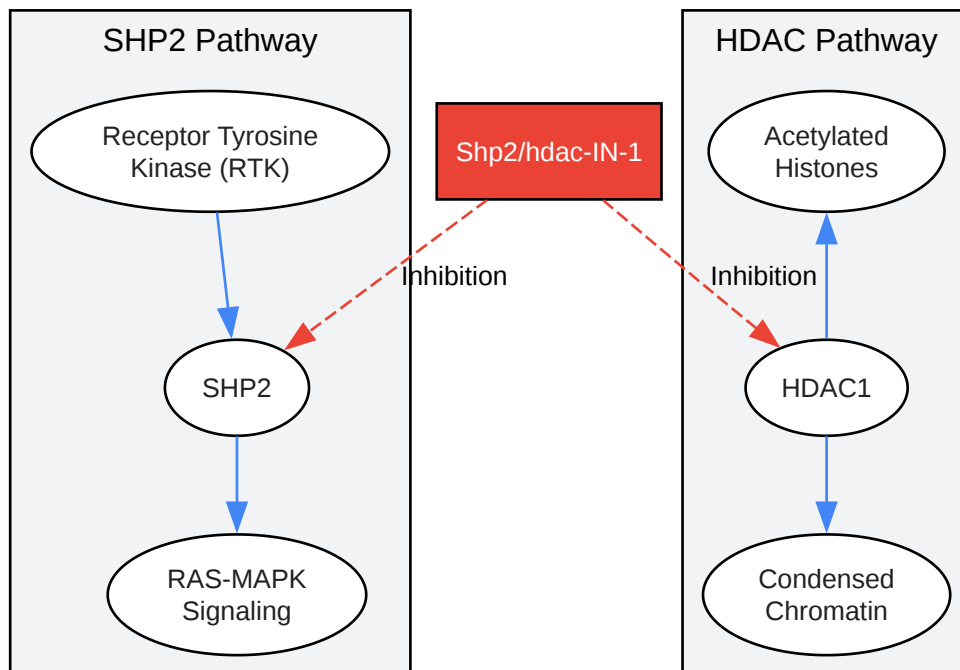 SHP2 Pathway
Receptor Tyrosine
Kinase (RTK)
SHP2
RAS-MAPK
Signaling
Shp2/hdac-IN-1
Inhibition
Inhibition
HDAC Pathway
Acetylated
Histones
HDAC1
Condensed
Chromatin